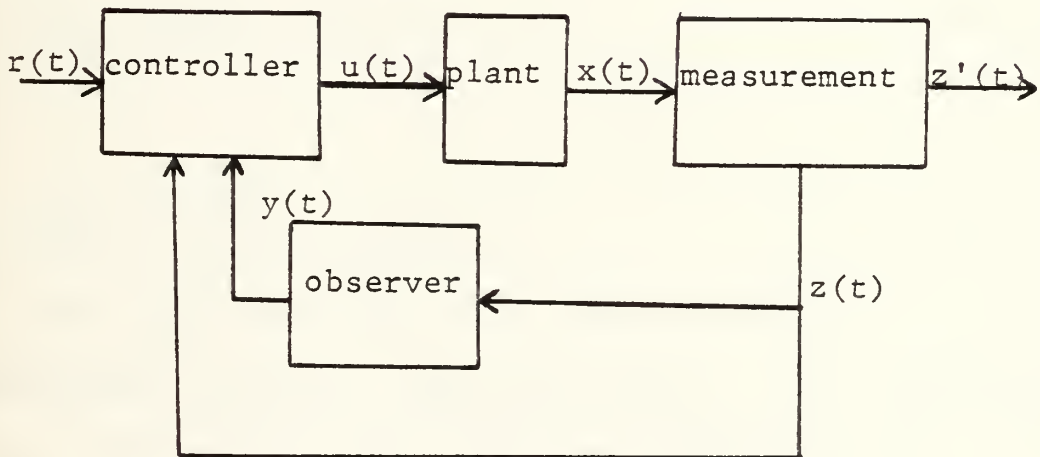 r(t) controller u(t) plant x(t) measurement z'(t)
y(t)
observer z(t)